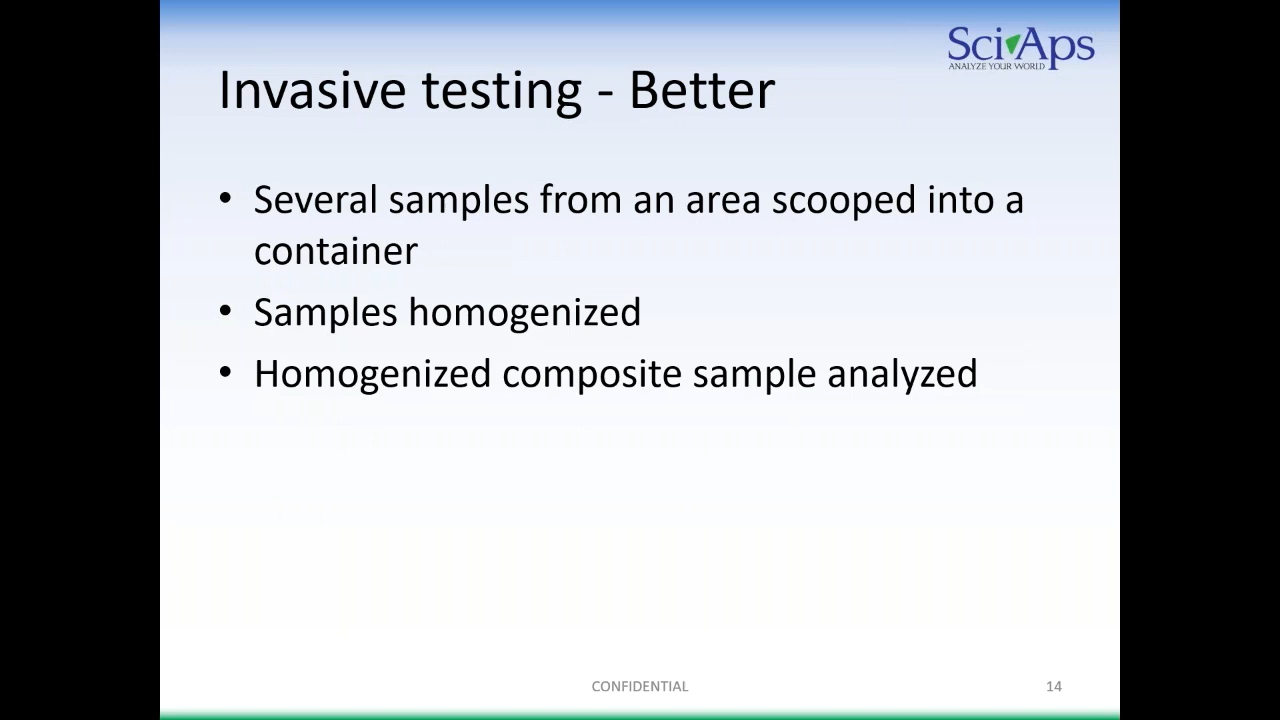 SciAps
ANALYZE YOUR WORLD
Invasive testing - Better
• Several samples from an area scooped into a
container
• Samples homogenized
• Homogenized composite sample analyzed
CONFIDENTIAL
14